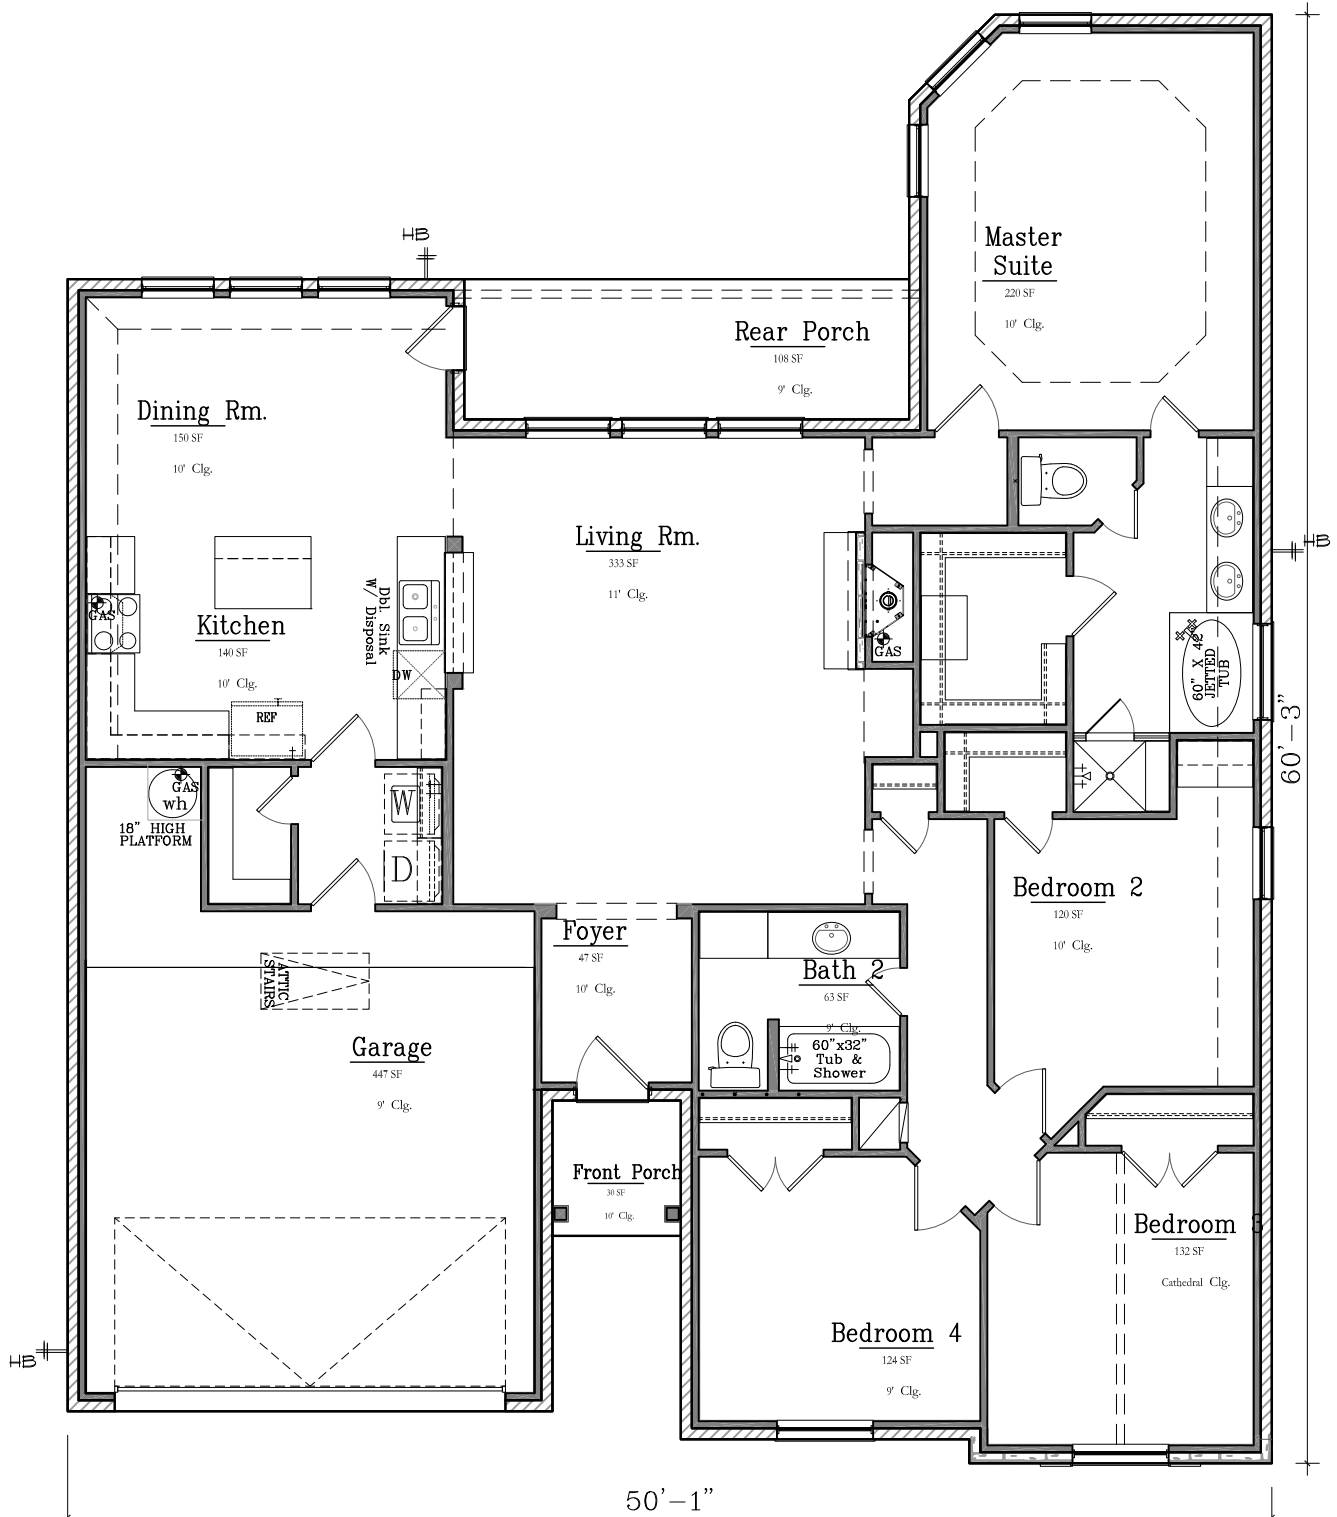 HB
Master
Suite
220 SF
10' Clg.
Rear Porch
108 SF
9' Clg.
Dining Rm.
150 SF
10' Clg.
Living Rm.
333 SF
11' Clg.
HB
GAS
Kitchen
140 SF
10' Clg.
Dbl. Sink
W/ Disposal
DW
REF
GAS
60" X 42"
JETTED
TUB
60'-3"
GAS
wh
18" HIGH
PLATFORM
W
D
Bedroom 2
120 SF
10' Clg.
Foyer
47 SF
10' Clg.
Bath 2
63 SF
9' Clg.
60"x32"
Tub &
Shower
ATTIC
STAIRS
Garage
447 SF
9' Clg.
Front Porch
30 SF
10' Clg.
Bedroom 3
132 SF
Cathedral Clg.
Bedroom 4
124 SF
9' Clg.
HB
50'-1"